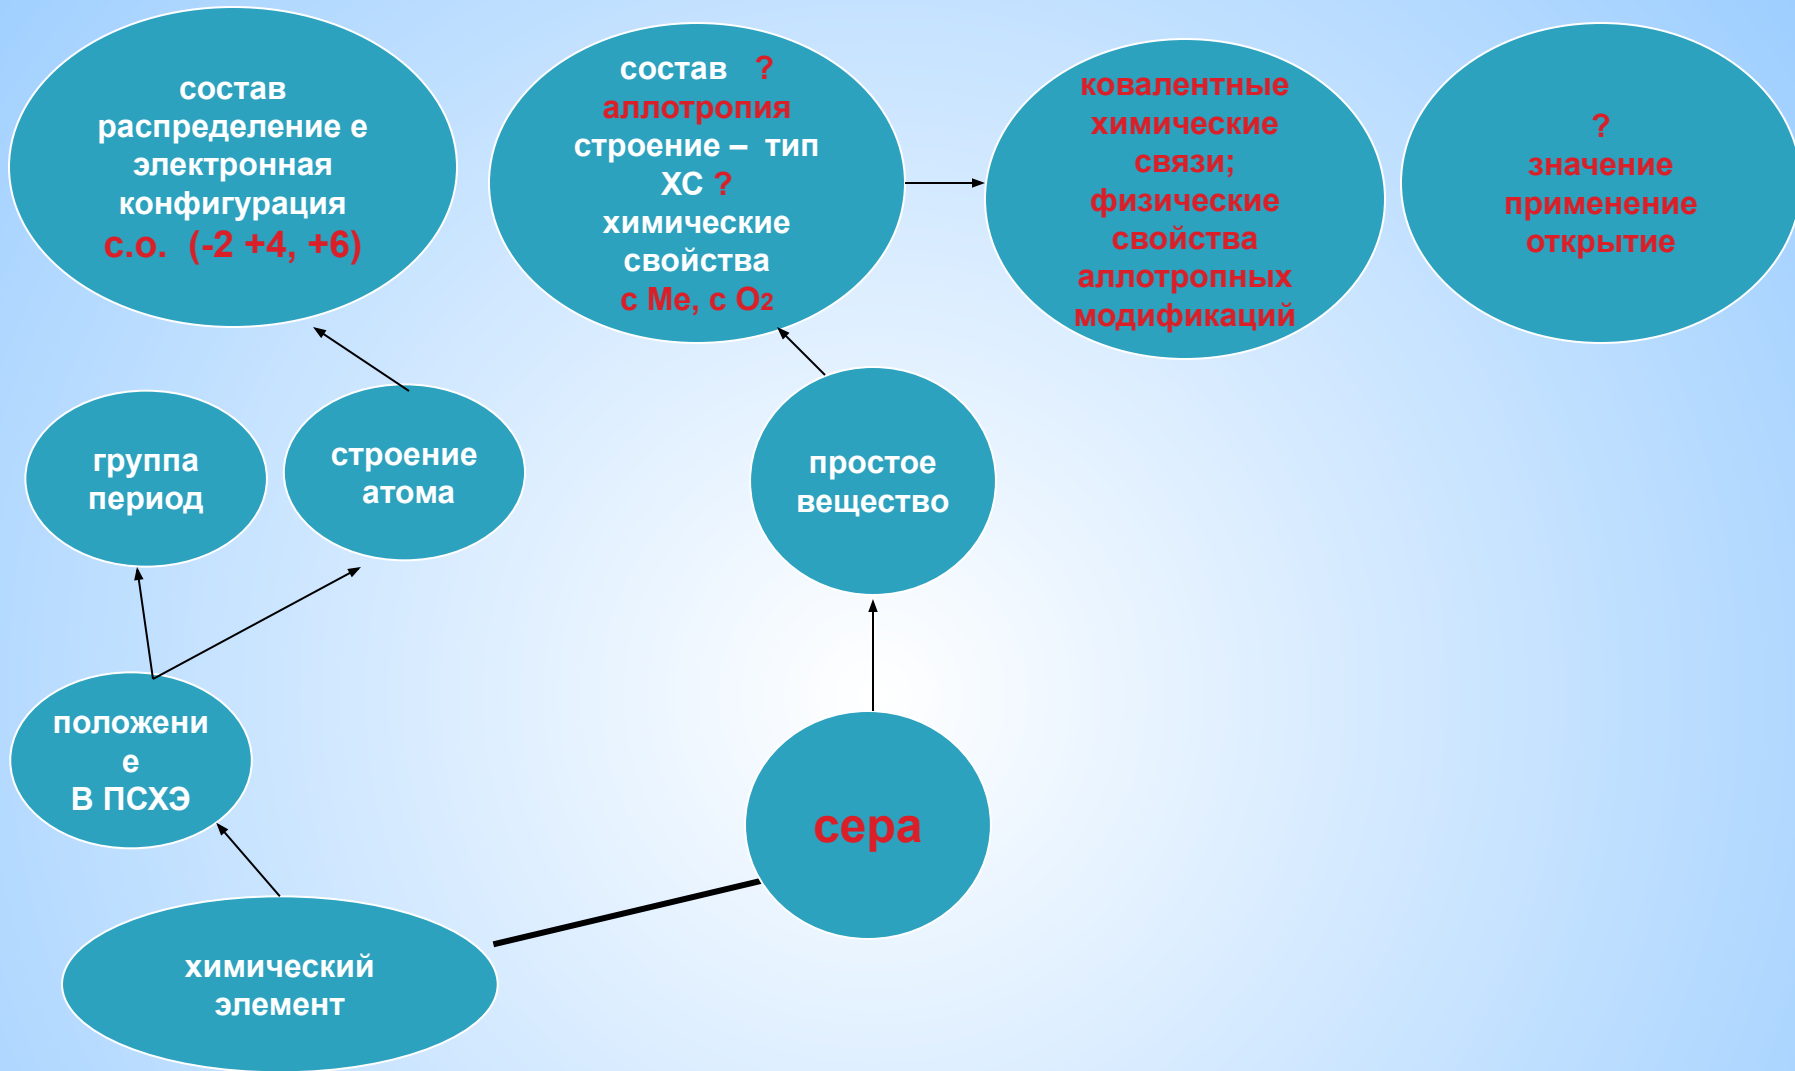 состав
распределение е
электронная
конфигурация
с.о.  (-2 +4, +6)
состав   ?
аллотропия
строение –  тип
ХС ?
химические
свойства
с Ме, с О2
ковалентные
химические
связи;
физические
свойства
аллотропных
модификаций
?
значение
применение
открытие
группа
период
строение
атома
простое
вещество
положени
е
В ПСХЭ
сера
химический
элемент